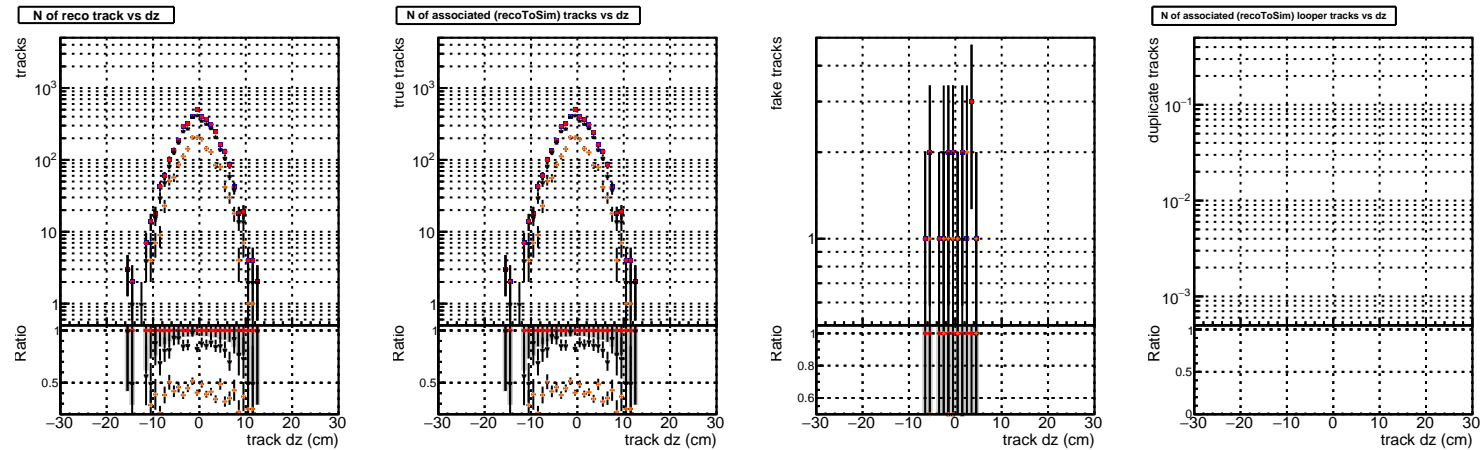 N of reco track vs dz
tracks
10³
10²
10
1
Ratio
1
0.5
−30 −20 −10 0 10 20 30
track dz (cm)
N of associated (recoToSim) tracks vs dz
true tracks
10³
10²
10
1
Ratio
1
0.5
−30 −20 −10 0 10 20 30
track dz (cm)
fake tracks
1
Ratio
1
0.8
0.6
−30 −20 −10 0 10 20 30
track dz (cm)
N of associated (recoToSim) looper tracks vs dz
duplicate tracks
10⁻¹
10⁻²
10⁻³
Ratio
1
0.5
0
−30 −20 −10 0 10 20 30
track dz (cm)